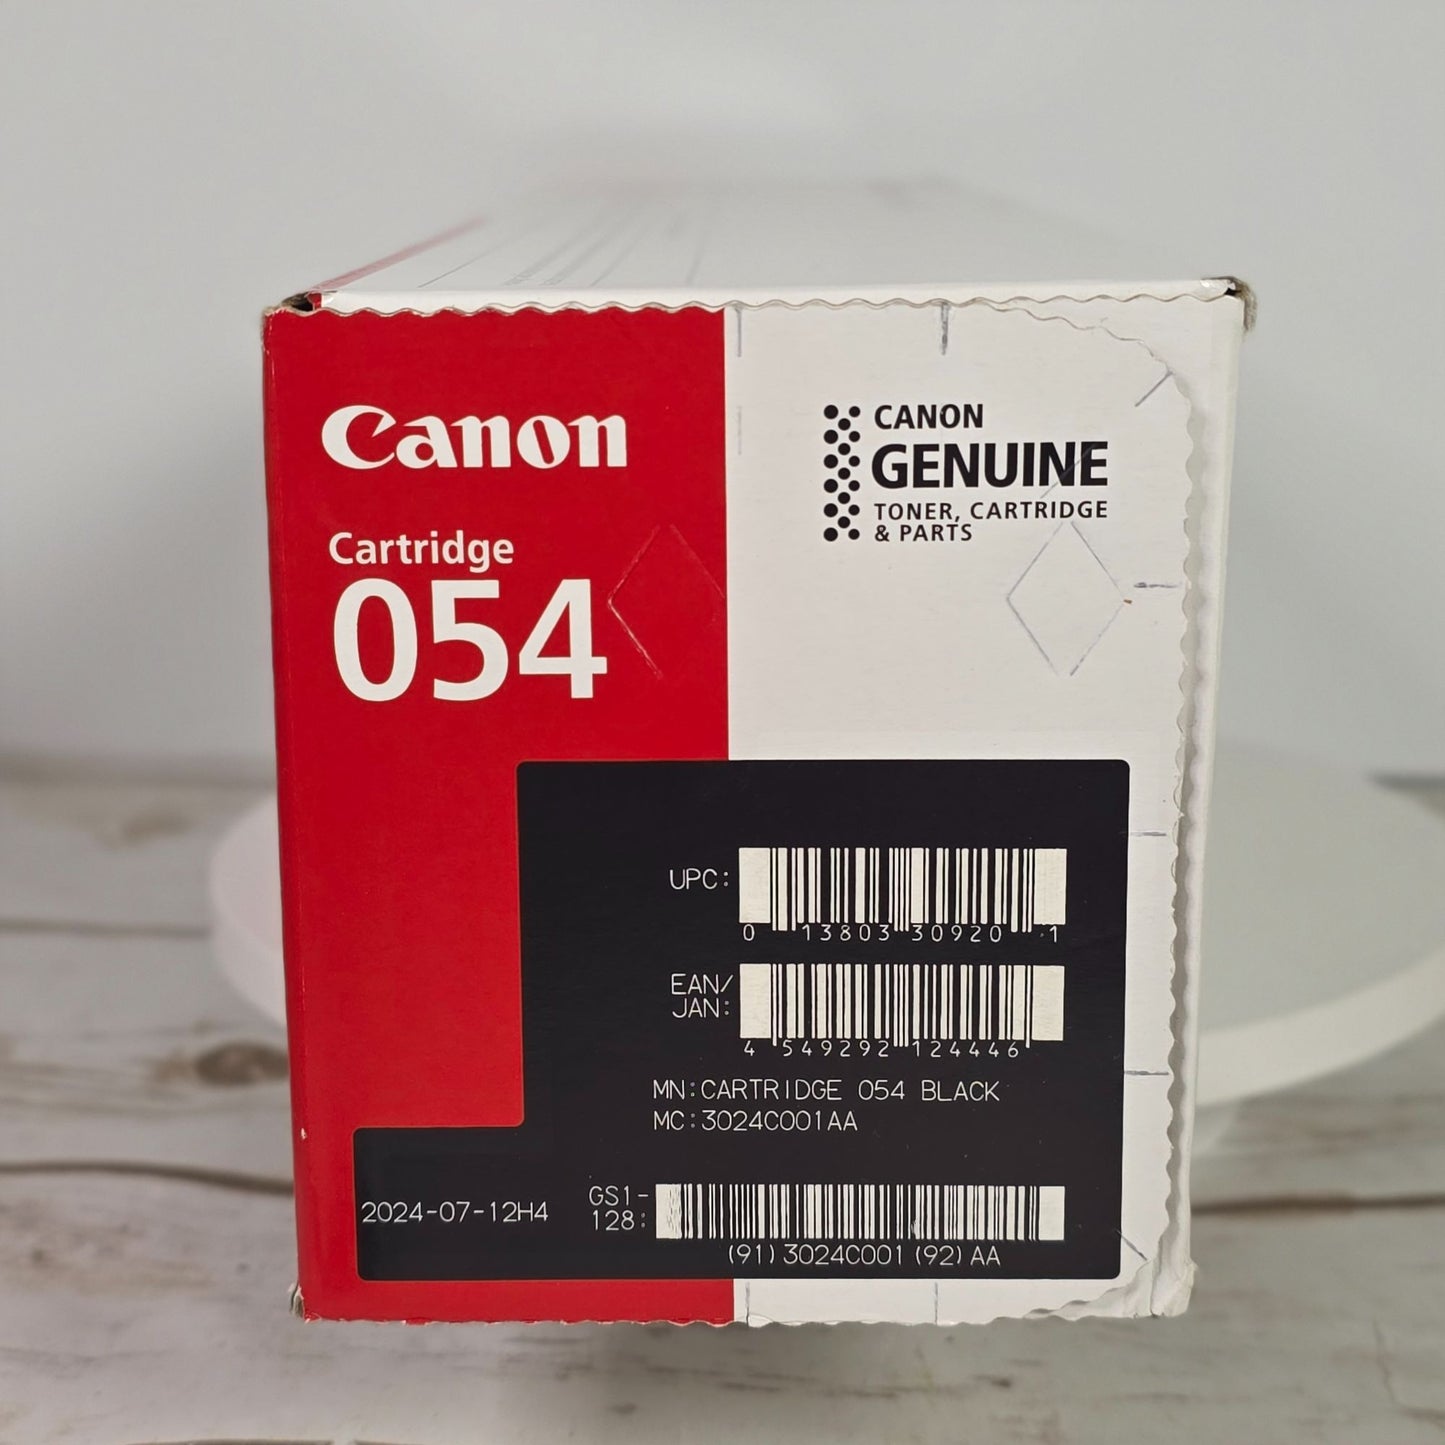 Canon
Cartridge
054
CANON
GENUINE
TONER, CARTRIDGE
& PARTS
UPC:
0 13803 30920 1
EAN/
JAN:
4 549292 124446
MN:CARTRIDGE 054 BLACK
MC:3024C001AA
2024-07-12H4
GS1-
128:
(91)3024C001(92)AA